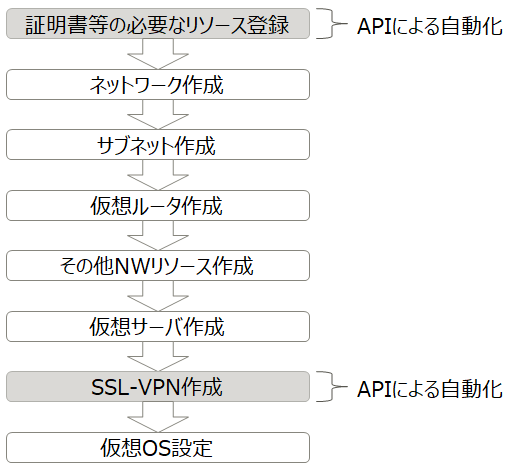 証明書等の必要なリソース登録 APIによる自動化
ネットワーク作成
サブネット作成
仮想ルータ作成
その他NWリソース作成
仮想サーバ作成
SSL-VPN作成 APIによる自動化
仮想OS設定